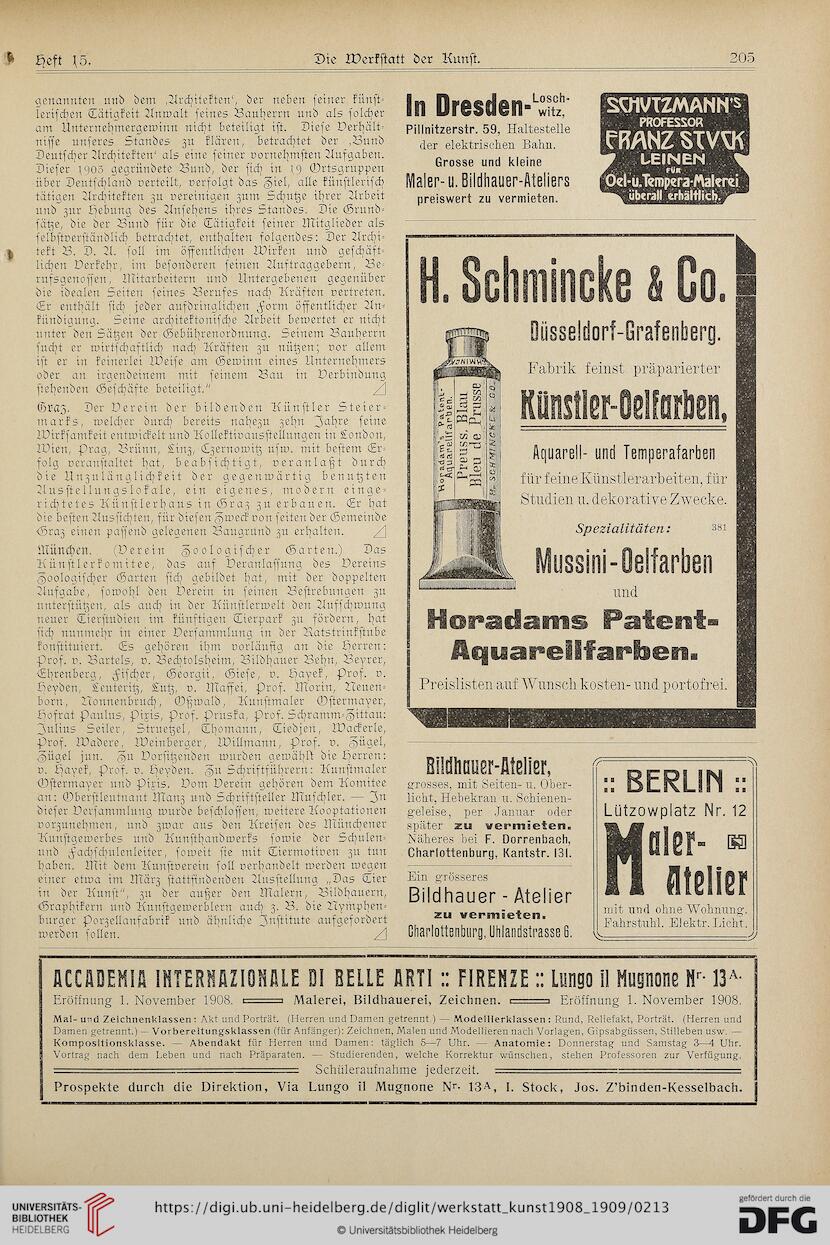 Heft 15.
Die Werkstatt der Kunst.
205
genannten und dem ‚Architekten‘, der neben seiner künst-
lerischen Tätigkeit Anwalt seines Bauherrn und als solcher
am Unternehmergewinn nicht beteiligt ist. Diese Verhält-
nisse unseres Standes zu klären, betrachtet der ‚Bund
Deutscher Architekten‘ als eine seiner vornehmsten Aufgaben.
Dieser 1903 gegründete Bund, der sich in 19 Ortsgruppen
über Deutschland verteilt, verfolgt das Ziel, alle künstlerisch
tätigen Architekten zu vereinigen zum Schutze ihrer Arbeit
und zur Hebung des Ansehens ihres Standes. Die Grund-
sätze, die der Bund für die Tätigkeit seiner Mitglieder als
selbstverständlich betrachtet, enthalten folgendes: Der Archi-
tekt B. D. A. soll im öffentlichen Wirken und geschäft-
lichen Verkehr, im besonderen seinen Auftraggebern, Be-
rufsgenossen, Mitarbeitern und Untergebenen gegenüber
die idealen Seiten seines Berufes nach Kräften vertreten.
Er enthält sich jeder aufdringlichen Form öffentlicher An-
kündigung. Seine architektonische Arbeit bewertet er nicht
unter den Sätzen der Gebührenordnung. Seinem Bauherrn
sucht er wirtschaftlich nach Kräften zu nützen; vor allem
ist er in keinerlei Weise am Gewinn eines Unternehmers
oder an irgendeinem mit seinem Bau in Verbindung
stehenden Geschäfte beteiligt.“
Graz. Der Verein der bildenden Künstler Steier-
marks, welcher durch bereits nahezu zehn Jahre seine
Wirksamkeit entwickelt und Kollektivausstellungen in London,
Wien, Prag, Brünn, Linz, Czernowitz usw. mit bestem Er-
folg veranstaltet hat, beabsichtigt, veranlaßt durch
die Unzulänglichkeit der gegenwärtig benutzten
Ausstellungslokale, ein eigenes, modern einge-
richtetes Künstlerhaus in Graz zu erbauen. Er hat
die besten Aussichten, für diesen Zweck von seiten der Gemeinde
Graz einen passend gelegenen Baugrund zu erhalten.
München. (Verein Zoologischer Garten.) Das
Künstlerkomitee, das auf Veranlassung des Vereins
Zoologischer Garten sich gebildet hat, mit der doppelten
Aufgabe, sowohl den Verein in seinen Bestrebungen zu
unterstützen, als auch in der Künstlerwelt den Aufschwung
neuer Tierstudien im künftigen Tierpark zu fördern, hat
sich nunmehr in einer Versammlung in der Ratstrinkstube
konstituiert. Es gehören ihm vorläufig an die Herren:
Prof. v. Bartels, v. Bechtolsheim, Bildhauer Behn, Beyrer,
Ehrenberg, Fischer, Georgii, Giese, v. Hayek, Prof. v.
Heyden, Leuteritz, Lutz, v. Maffei, Prof. Morin, Neuen-
born, Nonnenbruch, Oßwald, Kunstmaler Ostermayer,
Hofrat Paulus, Piris, Prof. Pruska, Prof. Schramm-Zittau:
Julius Seiler, Struetzel, Thomann, Tiedjen, Wackerle,
Prof. Wadere, Weinberger, Willmann, Prof. v. Zügel,
Zügel jun. Zu Vorsitzenden wurden gewählt die Herren:
v. Hayek, Prof. v. Heyden. Zu Schriftführern: Kunstmaler
Ostermayer und Piris. Vom Verein gehören dem Komitee
an: Oberstleutnant Manz und Schriftsteller Muschler. — In
dieser Versammlung wurde beschlossen, weitere Kooptationen
vorzunehmen, und zwar aus den Kreisen des Münchener
Kunstgewerbes und Kunsthandwerks sowie der Schulen-
und Fachschulenleiter, soweit sie mit Tiermotiven zu tun
haben. Mit dem Kunstverein soll verhandelt werden wegen
einer etwa im März stattfindenden Ausstellung „Das Tier
in der Kunst“, zu der außer den Malern, Bildhauern,
Graphikern und Kunstgewerblern auch z. B. die Nymphen-
burger Porzellanfabrik und ähnliche Institute aufgefordert
werden sollen.
In Dresden-Losch-
witz,
Pillnitzerstr. 59, Haltestelle
der elektrischen Bahn.
Grosse und kleine
Maler- u. Bildhauer-Ateliers
preiswert zu vermieten.
SCHVTZMANN'S
PROFESSOR
FRANZ STVCK
LEINEN
FÜR
Oel-u.Tempera-Malerei
überall erhältlich.
H. Schmincke & Co.
Düsseldorf-Grafenberg.
Fabrik feinst präparierter
Künstler-Oelfarben,
Aquarell- und Temperafarben
für feine Künstlerarbeiten, für
Studien u. dekorative Zwecke.
Spezialitäten: 381
Mussini-Oelfarben
und
Horadams Patent-
Aquarellfarben.
Preislisten auf Wunsch kosten- und portofrei.
Horadam's Patent-
Aquarellfarben.
Preuss. Blau
Bleu de Prusse
H. SCHMINCKE & CO.
Bildhauer-Atelier,
grosses, mit Seiten- u. Ober-
licht, Hebekran u. Schienen-
geleise, per Januar oder
später zu vermieten.
Näheres bei F. Dorrenbach,
Charlottenburg, Kantstr. 131.
Ein grösseres
Bildhauer - Atelier
zu vermieten.
Charlottenburg, Uhlandstrasse 6.
:: BERLIN ::
Lützowplatz Nr. 12
Maler-
Atelier
mit und ohne Wohnung.
Fahrstuhl. Elektr. Licht.
ACCADEMIA INTERNAZIONALE DI BELLE ARTI :: FIRENZE :: Lungo il Mugnone Nr. 13A.
Eröffnung 1. November 1908. Malerei, Bildhauerei, Zeichnen. Eröffnung 1. November 1908.
Mal- und Zeichnenklassen: Akt und Porträt. (Herren und Damen getrennt.) — Modellierklassen: Rund, Reliefakt, Porträt. (Herren und
Damen getrennt.) — Vorbereitungsklassen (für Anfänger): Zeichnen, Malen und Modellieren nach Vorlagen, Gipsabgüssen, Stilleben usw. —
Kompositionsklasse. — Abendakt für Herren und Damen: täglich 5—7 Uhr. — Anatomie: Donnerstag und Samstag 3—4 Uhr.
Vortrag nach dem Leben und nach Präparaten. — Studierenden, welche Korrektur wünschen, stehen Professoren zur Verfügung.
Schüleraufnahme jederzeit.
Prospekte durch die Direktion, Via Lungo il Mugnone Nr. 13A, I. Stock, Jos. Z'binden-Kesselbach.
UNIVERSITÄTS-
BIBLIOTHEK
HEIDELBERG
https://digi.ub.uni-heidelberg.de/diglit/werkstatt_kunst1908_1909/0213
© Universitätsbibliothek Heidelberg
gefördert durch die
DFG